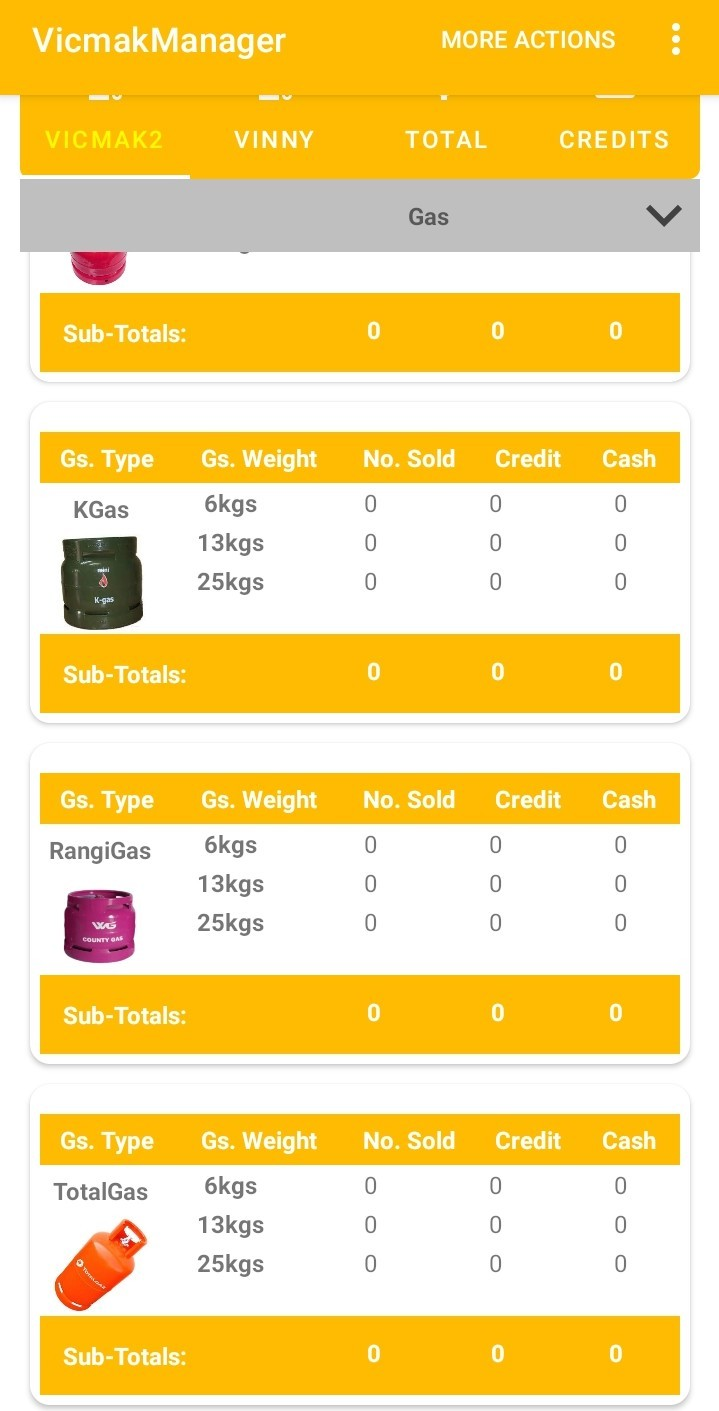 VicmakManager MORE ACTIONS
VICMAK2 VINNY TOTAL CREDITS
Gas
Sub-Totals: 0 0 0
Gs. Type Gs. Weight No. Sold Credit Cash
KGas 6kgs 0 0 0
13kgs 0 0 0
25kgs 0 0 0
mini
K-gas
Sub-Totals: 0 0 0
Gs. Type Gs. Weight No. Sold Credit Cash
RangiGas 6kgs 0 0 0
13kgs 0 0 0
25kgs 0 0 0
COUNTY GAS
Sub-Totals: 0 0 0
Gs. Type Gs. Weight No. Sold Credit Cash
TotalGas 6kgs 0 0 0
13kgs 0 0 0
25kgs 0 0 0
Sub-Totals: 0 0 0